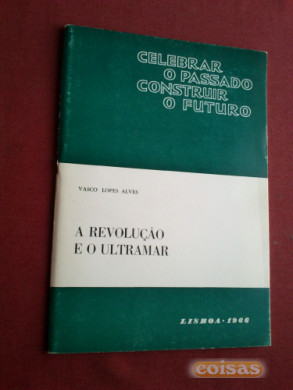 CELEBRAR
O PASSADO
CONSTRUIR
O FUTURO
VASCO LOPES ALVES
A REVOLUÇÃO
E O ULTRAMAR
LISBOA · 1966
coisas